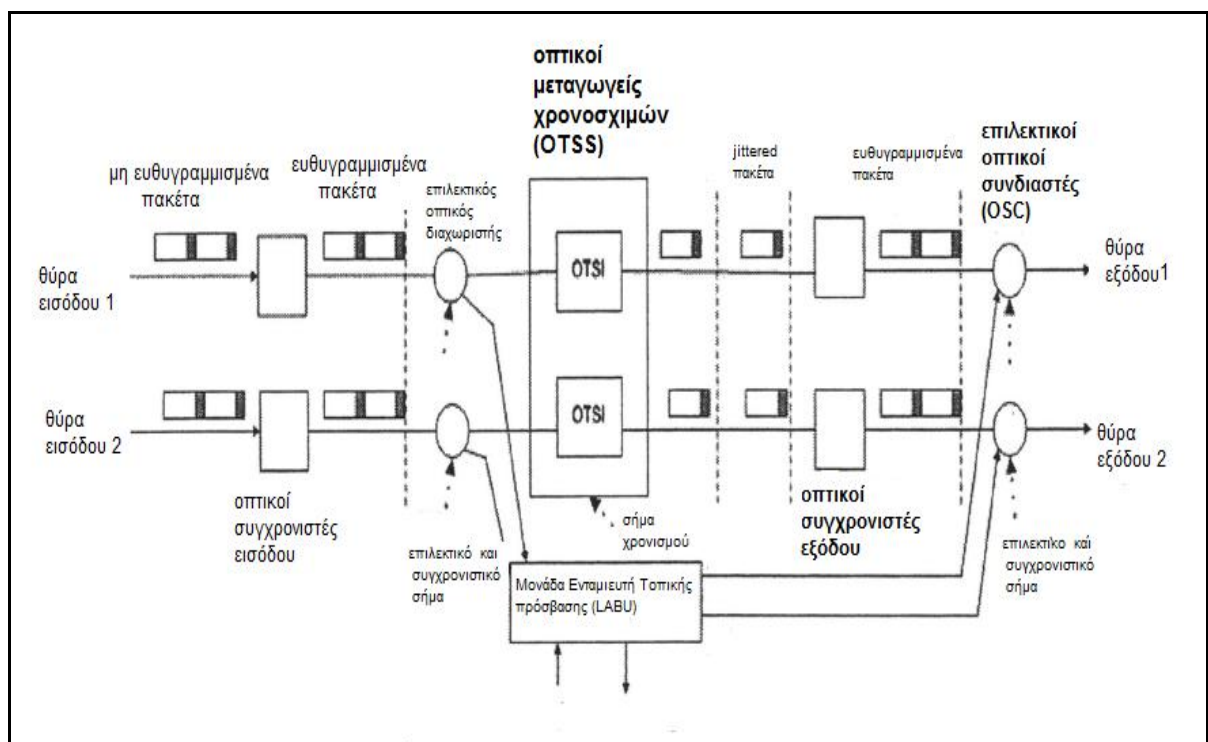 οπτικοί
μεταγωγείς
χρονοσχιμών
(OTSS)
μη ευθυγραμμισμένα
πακέτα
ευθυγραμμισμένα
πακέτα
επιλεκτικός
οπτικός
διαχωριστής
jittered
πακέτα
ευθυγραμμισμένα
πακέτα
επιλεκτικοί
οπτικοί
συνδιαστές
(OSC)
θύρα
εισόδου 1
OTSI
θύρα
εξόδου1
θύρα
εισόδου 2
OTSI
θύρα
εξόδου 2
οπτικοί
συγχρονιστές
εισόδου
επιλεκτικό και
συγχρονιστικό
σήμα
σήμα
χρονισμού
οπτικοί
συγχρονιστές
εξόδου
επιλεκτικο και
συγχρονιστικό
σήμα
Μονάδα Ενταμιευτή Τοπικής
πρόσβασης (LABU)